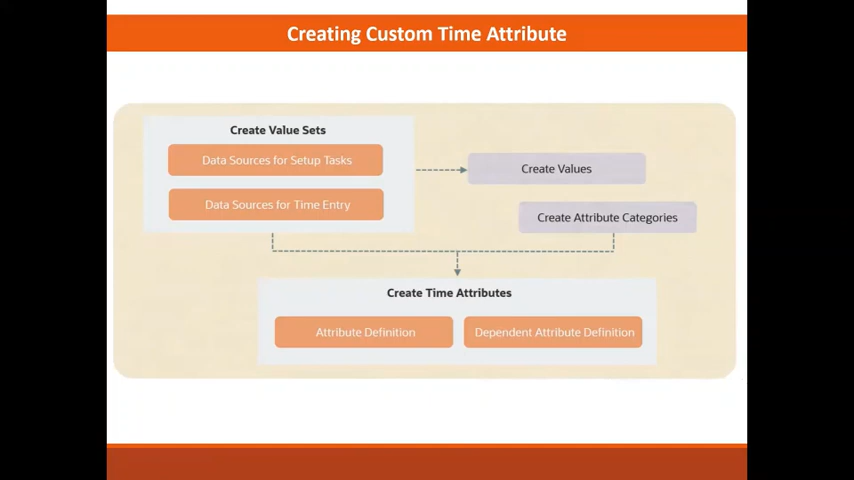 Creating Custom Time Attribute
Create Value Sets
Data Sources for Setup Tasks
Data Sources for Time Entry
Create Values
Create Attribute Categories
Create Time Attributes
Attribute Definition
Dependent Attribute Definition